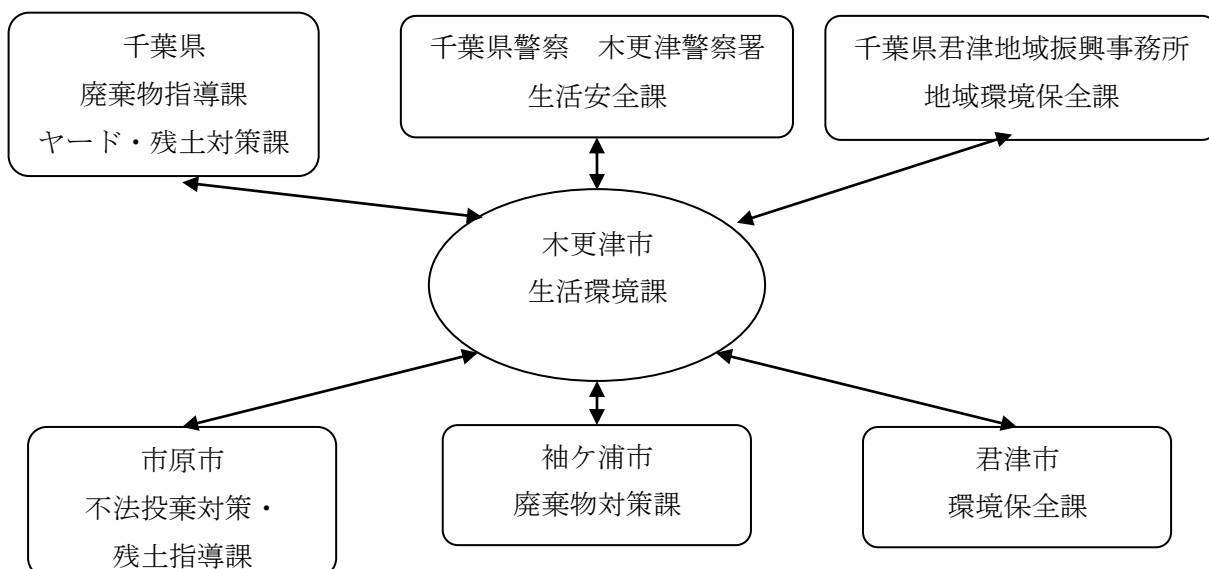 千葉県
廃棄物指導課
ヤード・残土対策課
千葉県警察　木更津警察署
生活安全課
千葉県君津地域振興事務所
地域環境保全課
木更津市
生活環境課
市原市
不法投棄対策・
残土指導課
袖ケ浦市
廃棄物対策課
君津市
環境保全課